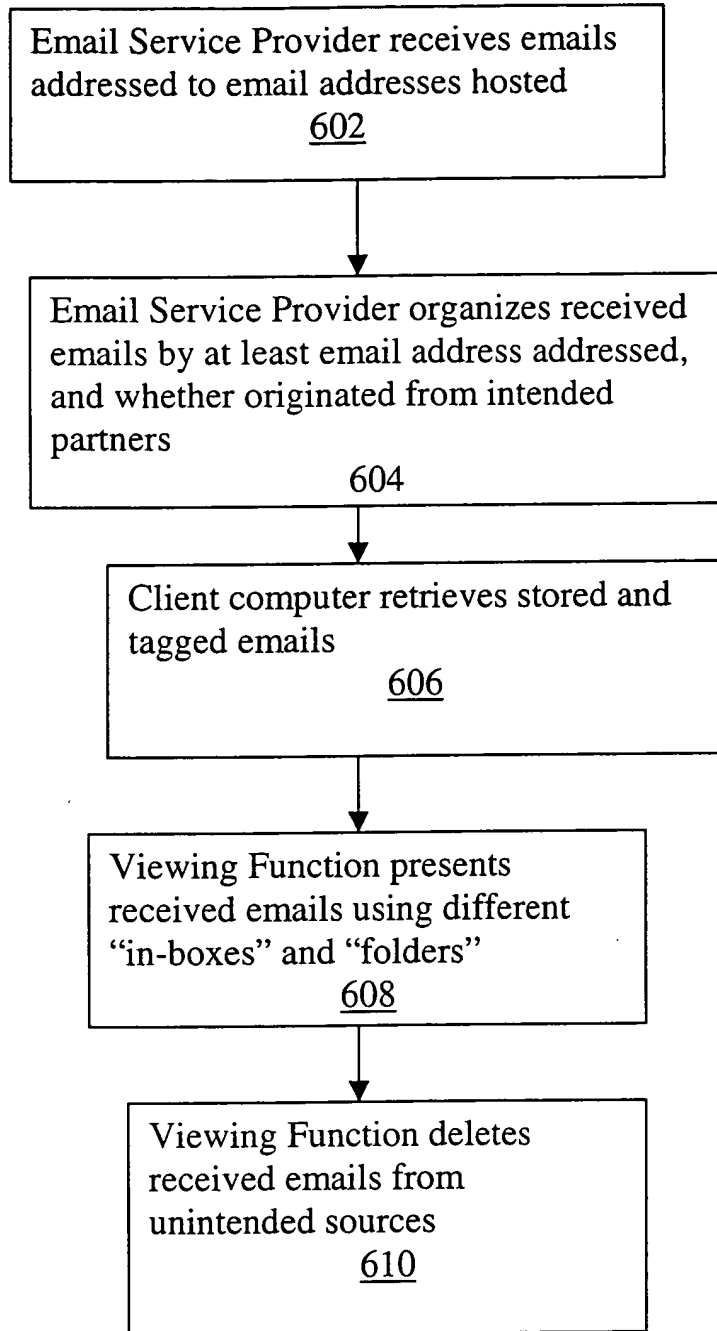 Email Service Provider receives emails
addressed to email addresses hosted
602
Email Service Provider organizes received
emails by at least email address addressed,
and whether originated from intended
partners
604
Client computer retrieves stored and
tagged emails
606
Viewing Function presents
received emails using different
“in-boxes” and “folders”
608
Viewing Function deletes
received emails from
unintended sources
610